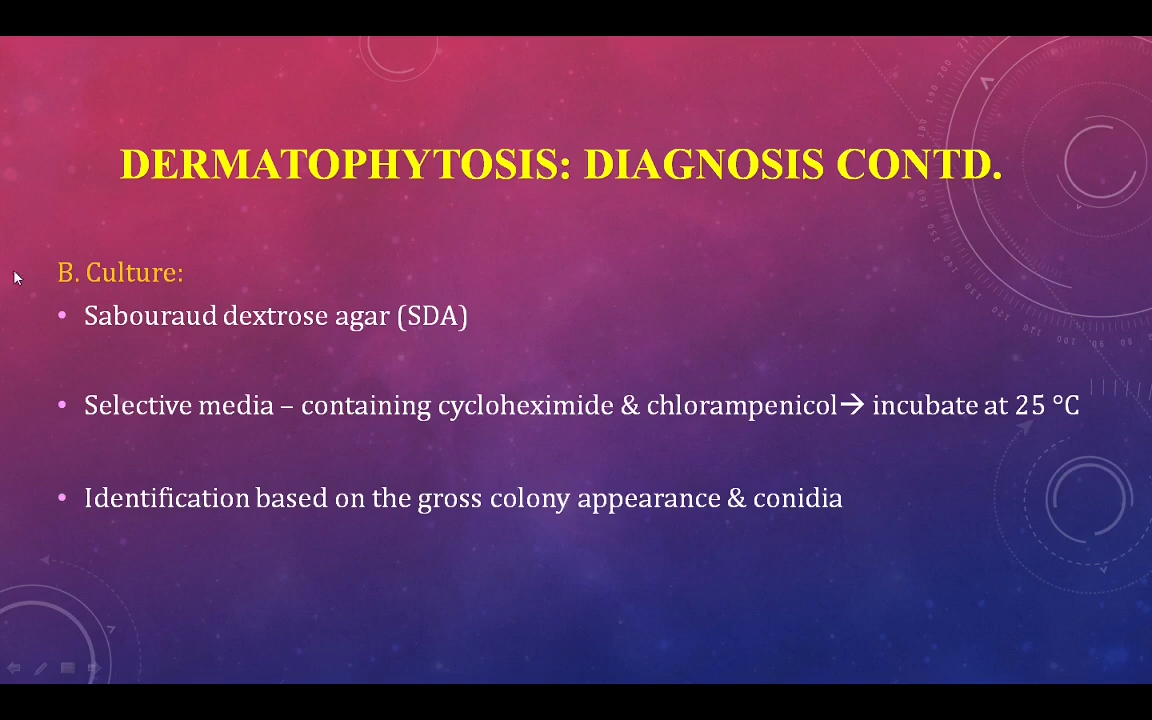 DERMATOPHYTOSIS: DIAGNOSIS CONTD.
B. Culture:
• Sabouraud dextrose agar (SDA)
• Selective media – containing cycloheximide & chlorampenicol→ incubate at 25 °C
• Identification based on the gross colony appearance & conidia